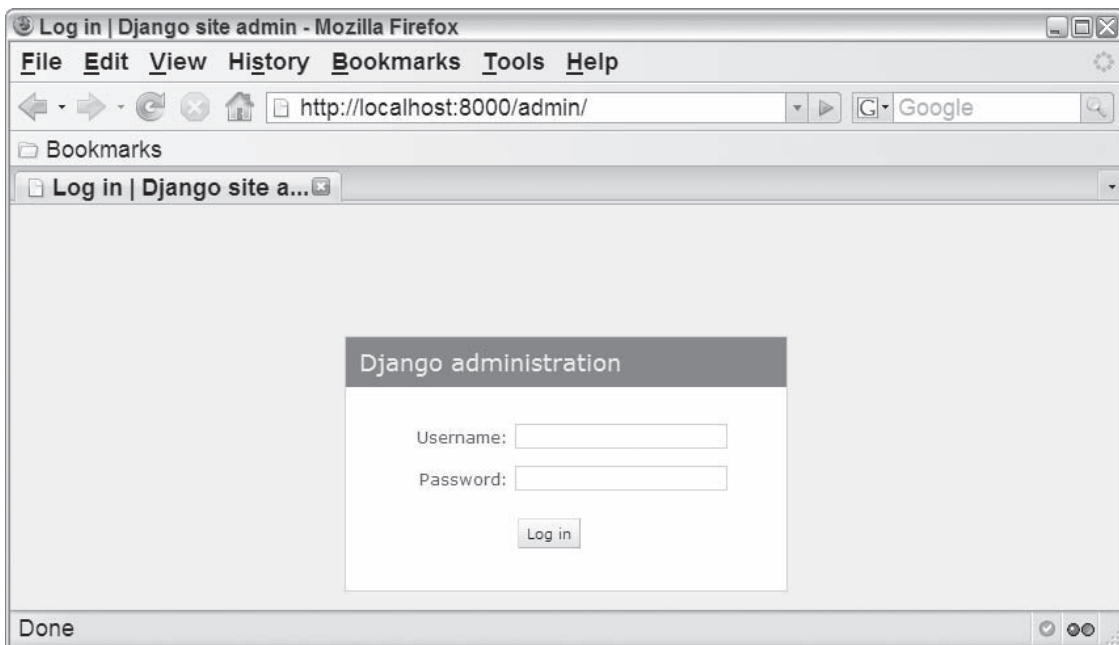 Log in | Django site admin - Mozilla Firefox
File Edit View History Bookmarks Tools Help
http://localhost:8000/admin/ G Google
Bookmarks
Log in | Django site a...
Django administration
Username:
Password:
Log in
Done